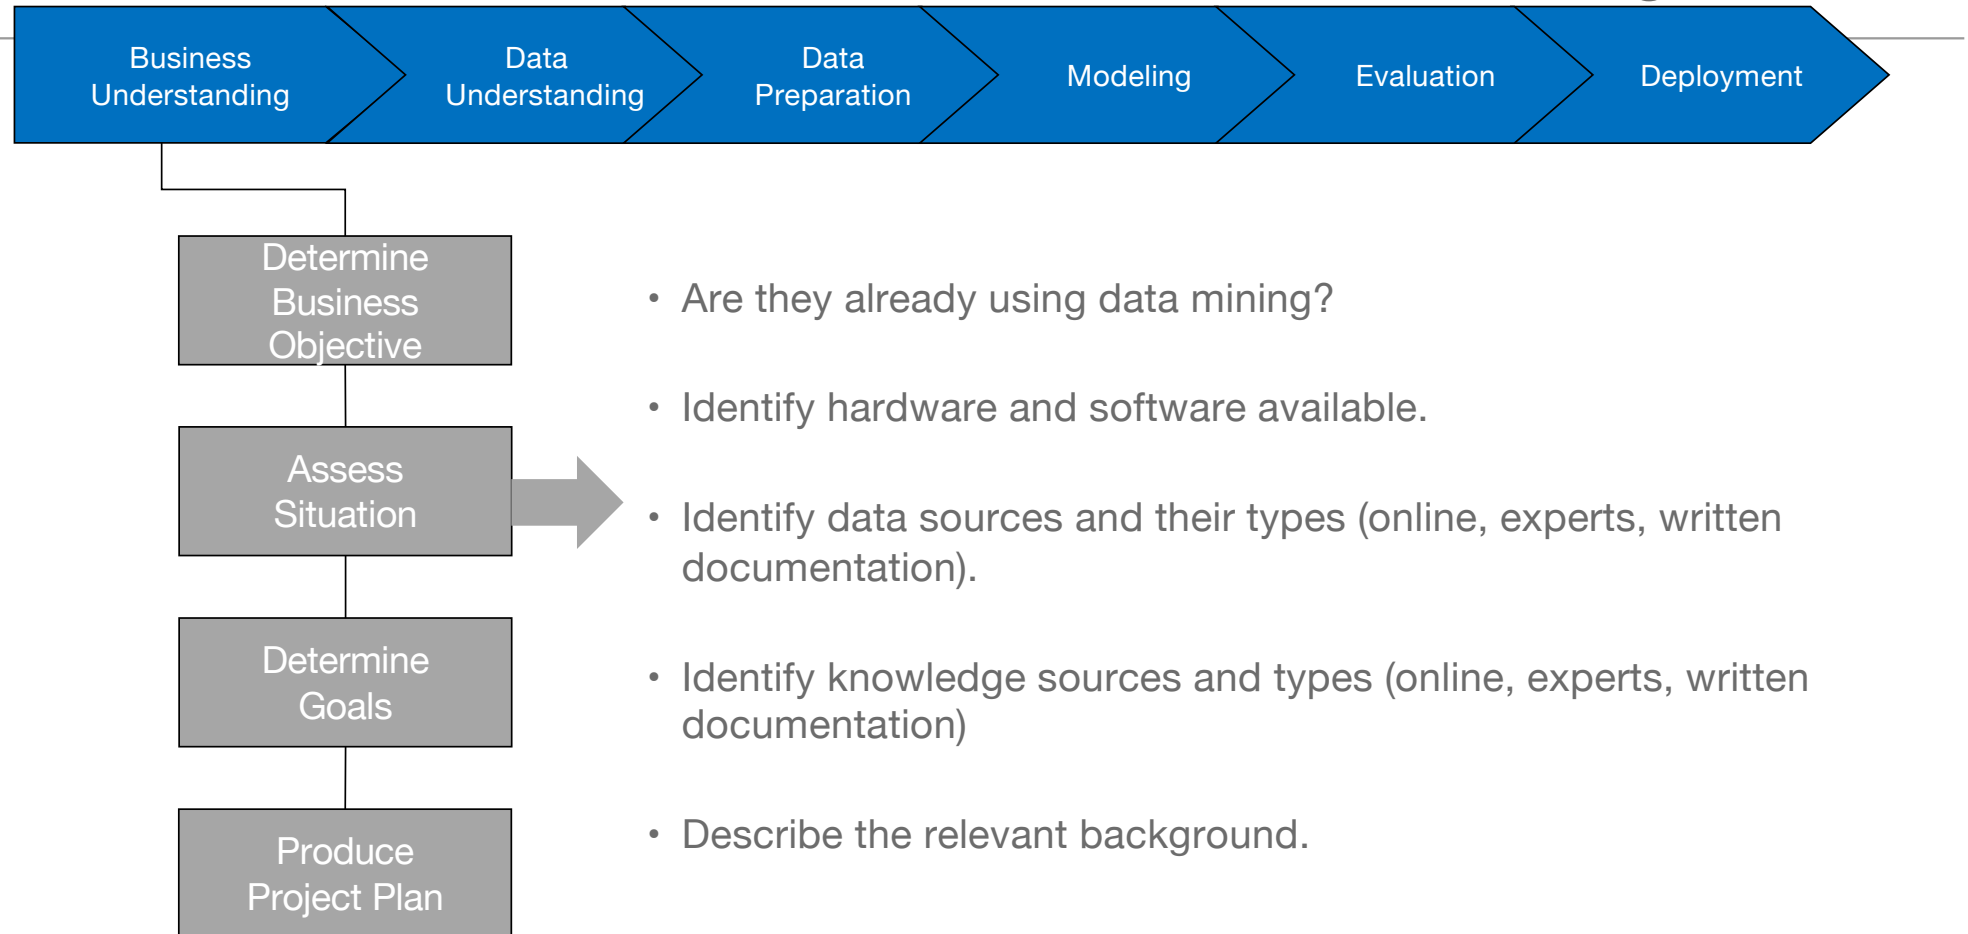 Business
Understanding
Data
Understanding
Data
Preparation
Modeling
Evaluation
Deployment
Determine
Business
Objective
Assess
Situation
Determine
Goals
Produce
Project Plan
• Are they already using data mining?
• Identify hardware and software available.
• Identify data sources and their types (online, experts, written
documentation).
• Identify knowledge sources and types (online, experts, written
documentation)
• Describe the relevant background.